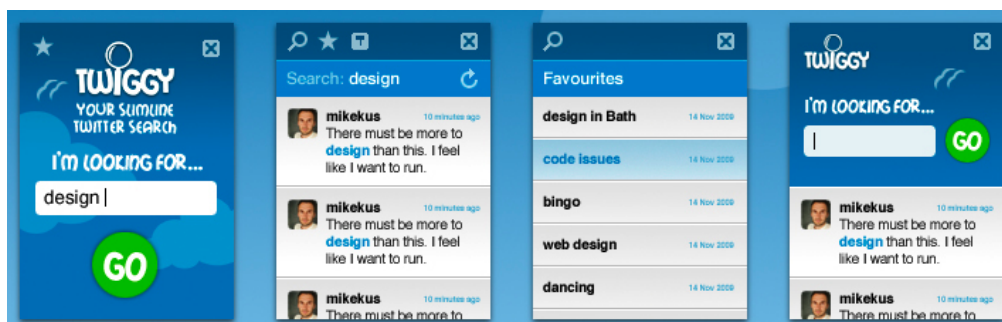 TWIGGY
YOUR SLIMLINE
TWITTER SEARCH
I'M LOOKING FOR...
design
GO
T
Search: design
mikekus 10 minutes ago
There must be more to
design than this. I feel
like I want to run.
mikekus 10 minutes ago
There must be more to
design than this. I feel
like I want to run.
mikekus 10 minutes ago
There must be more to
Favourites
design in Bath 14 Nov 2009
code issues 14 Nov 2009
bingo 14 Nov 2009
web design 14 Nov 2009
dancing 14 Nov 2009
TWIGGY
I'M LOOKING FOR...
GO
mikekus 10 minutes ago
There must be more to
design than this. I feel
like I want to run.
mikekus 10 minutes ago
There must be more to